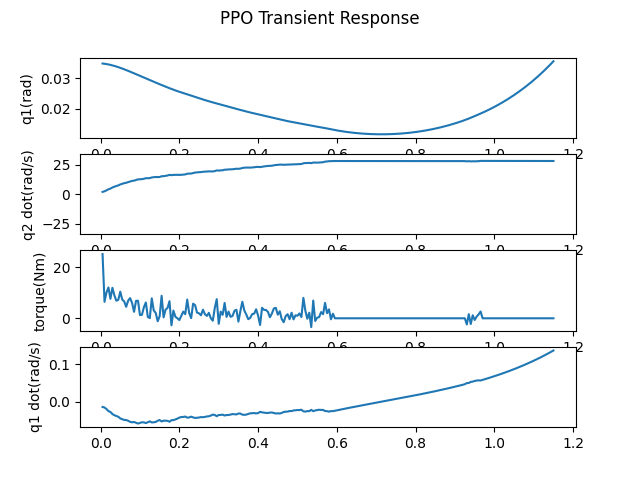 PPO Transient Response
q1(rad)
0.03
0.02
0.0 0.2 0.4 0.6 0.8 1.0 1.2
q2 dot(rad/s)
25
0
−25
0.0 0.2 0.4 0.6 0.8 1.0 1.2
torque(Nm)
20
0
0.0 0.2 0.4 0.6 0.8 1.0 1.2
q1 dot(rad/s)
0.1
0.0
0.0 0.2 0.4 0.6 0.8 1.0 1.2